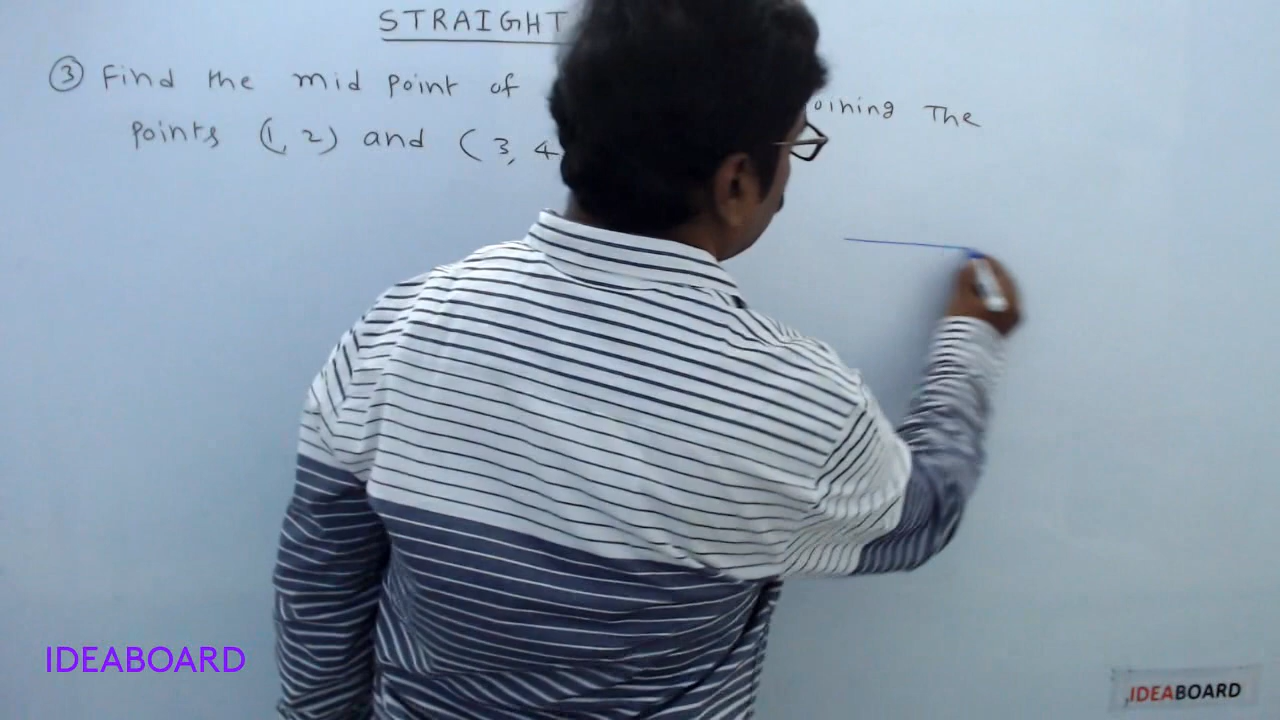 STRAIGHT
③ Find the mid point of oining The
points (1, 2) and (3, 4
IDEABOARD
IDEABOARD